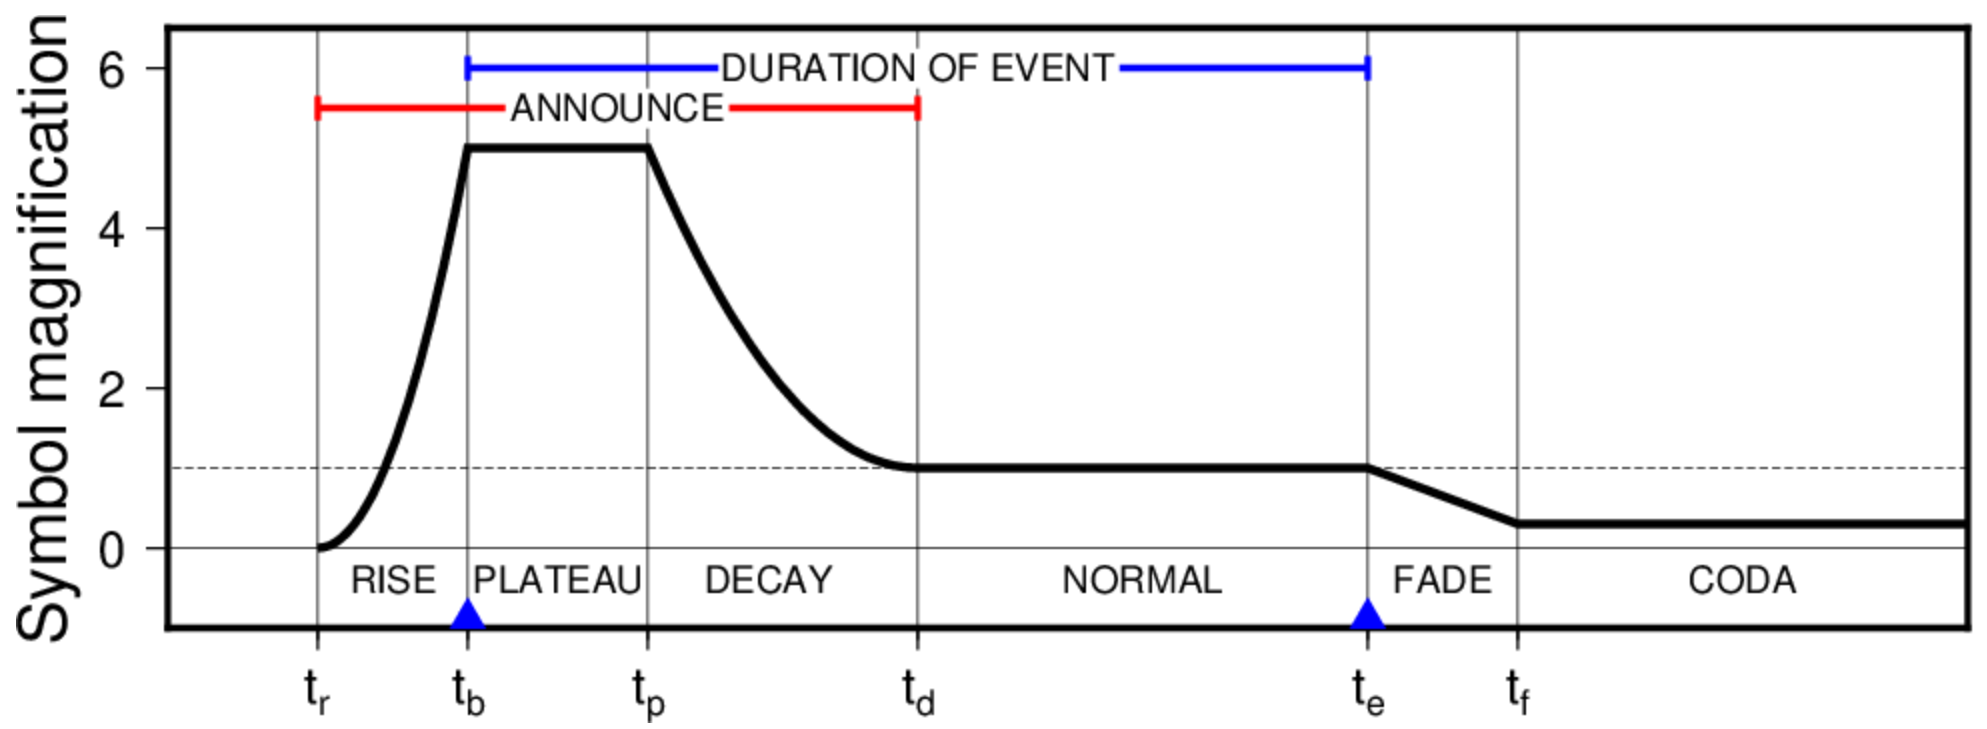 Symbol magnification
6
4
2
0
DURATION OF EVENT
ANNOUNCE
RISE PLATEAU DECAY NORMAL FADE CODA
tr tb tp td te tf